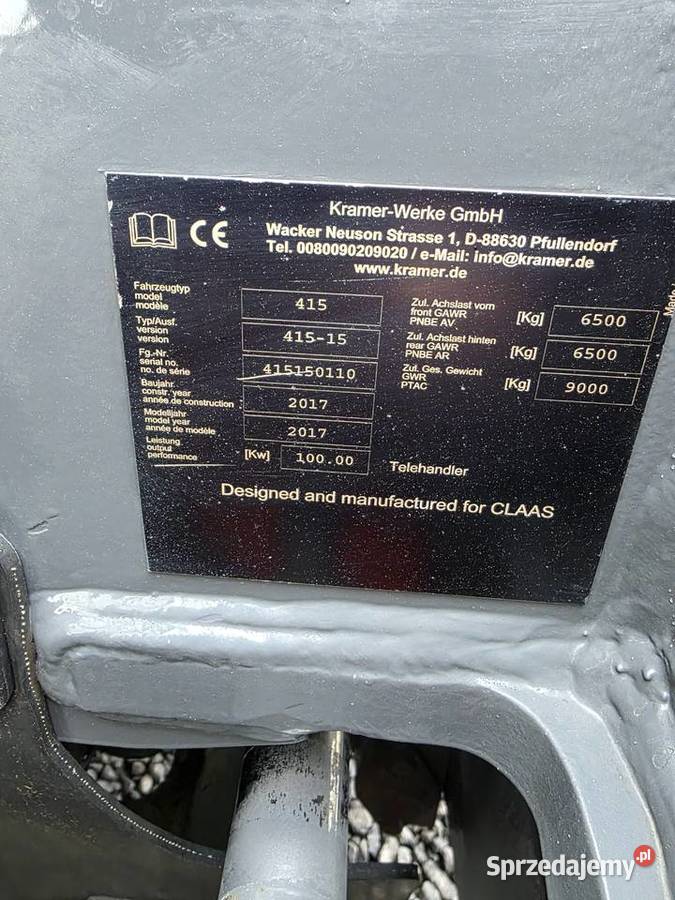 Kramer-Werke GmbH
Wacker Neuson Strasse 1, D-88630 Pfullendorf
Tel. 0080090209020 / e-Mail: info@kramer.de
www.kramer.de
CE
Fahrzeugtyp
model
modèle
415
Typ/Ausf.
version
version
415-15
Fg.-Nr.
serial no.
no. de série
415150110
Baujahr
constr. year
année de construction
2017
Modelljahr
model year
année de modèle
2017
Leistung
output
performance
[Kw] 100.00
Zul. Achslast vorn
front GAWR
PNBE AV
[Kg] 6500
Zul. Achslast hinten
rear GAWR
PNBE AR
[Kg] 6500
Zul. Ges. Gewicht
GWR
PTAC
[Kg] 9000
Telehandler
Designed and manufactured for CLAAS
Made
Sprzedajemy.pl